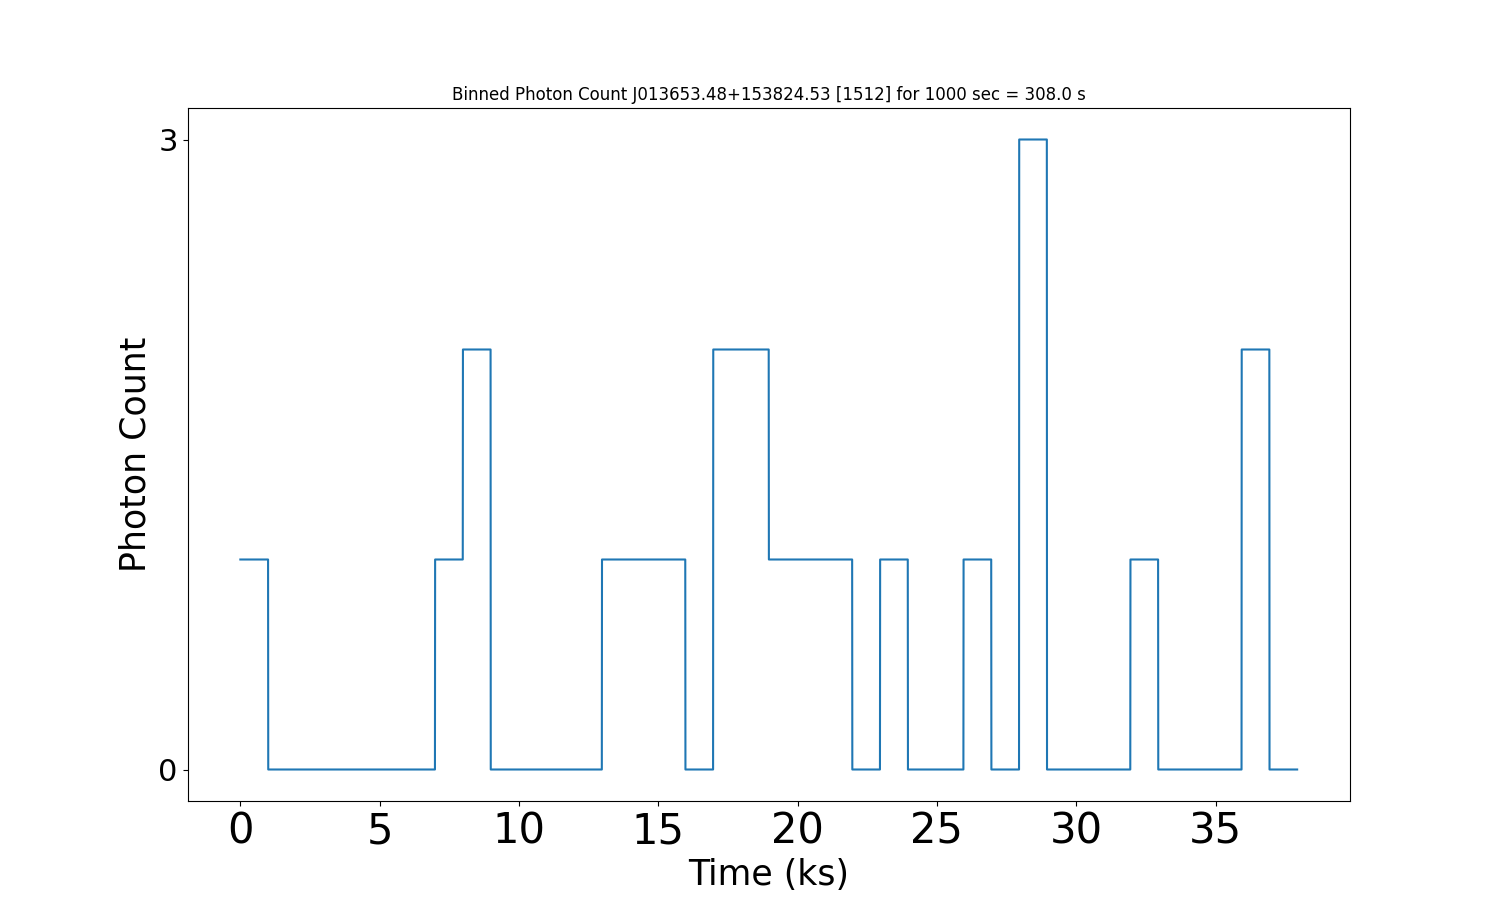 Binned Photon Count J013653.48+153824.53 [1512] for 1000 sec = 308.0 s
3
0
Photon Count
0 5 10 15 20 25 30 35
Time (ks)